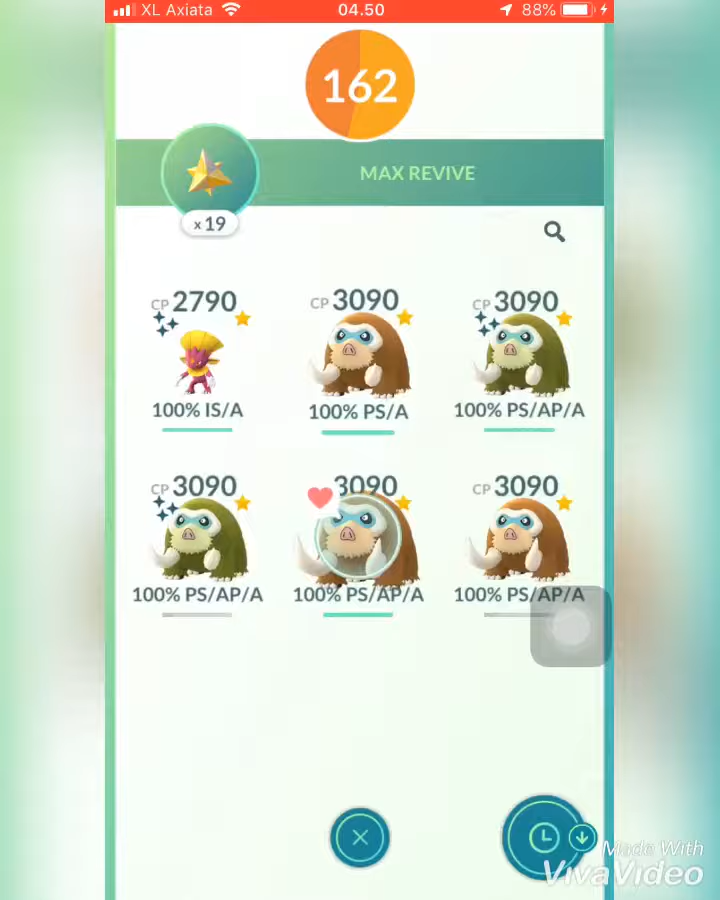 XL Axiata 04.50 88%
162
MAX REVIVE
x 19
CP 2790 CP 3090 CP 3090
100% IS/A 100% PS/A 100% PS/AP/A
CP 3090 3090 CP 3090
100% PS/AP/A 100% PS/AP/A 100% PS/AP/A
Made With
VivaVideo